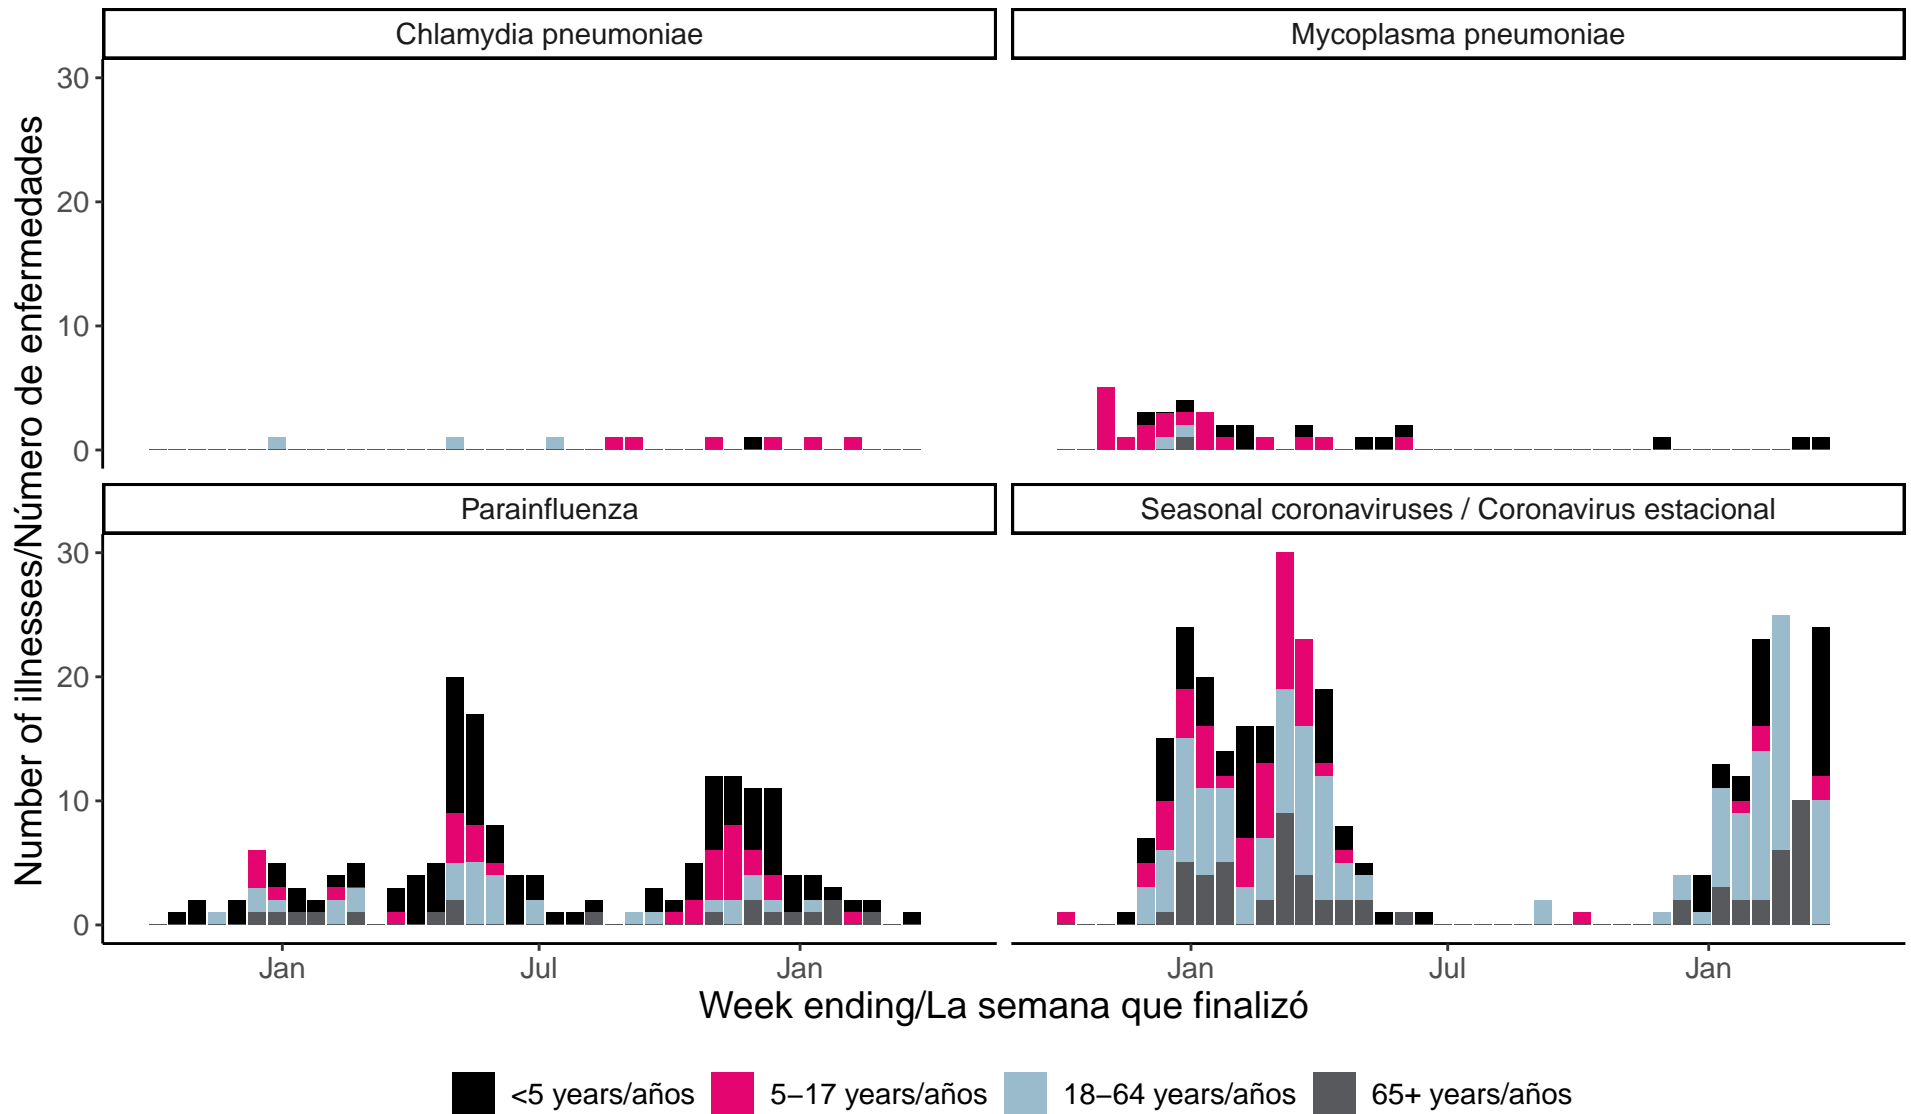 Chlamydia pneumoniae
Mycoplasma pneumoniae
30
20
10
0
Parainfluenza
Seasonal coronaviruses / Coronavirus estacional
30
20
10
0
Number of illnesses/Número de enfermedades
Jan
Jul
Jan
Jan
Jul
Jan
Week ending/La semana que finalizó
<5 years/años
5–17 years/años
18–64 years/años
65+ years/años